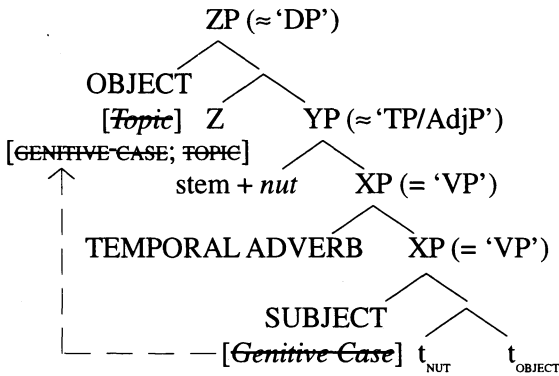 ZP (≈ ‘DP’)
OBJECT
[Topic] Z YP (≈ ‘TP/AdjP’)
[GENITIVE CASE; TOPIC]
stem + nut XP (= ‘VP’)
TEMPORAL ADVERB XP (= ‘VP’)
SUBJECT
[Genitive Case] tNUT tOBJECT